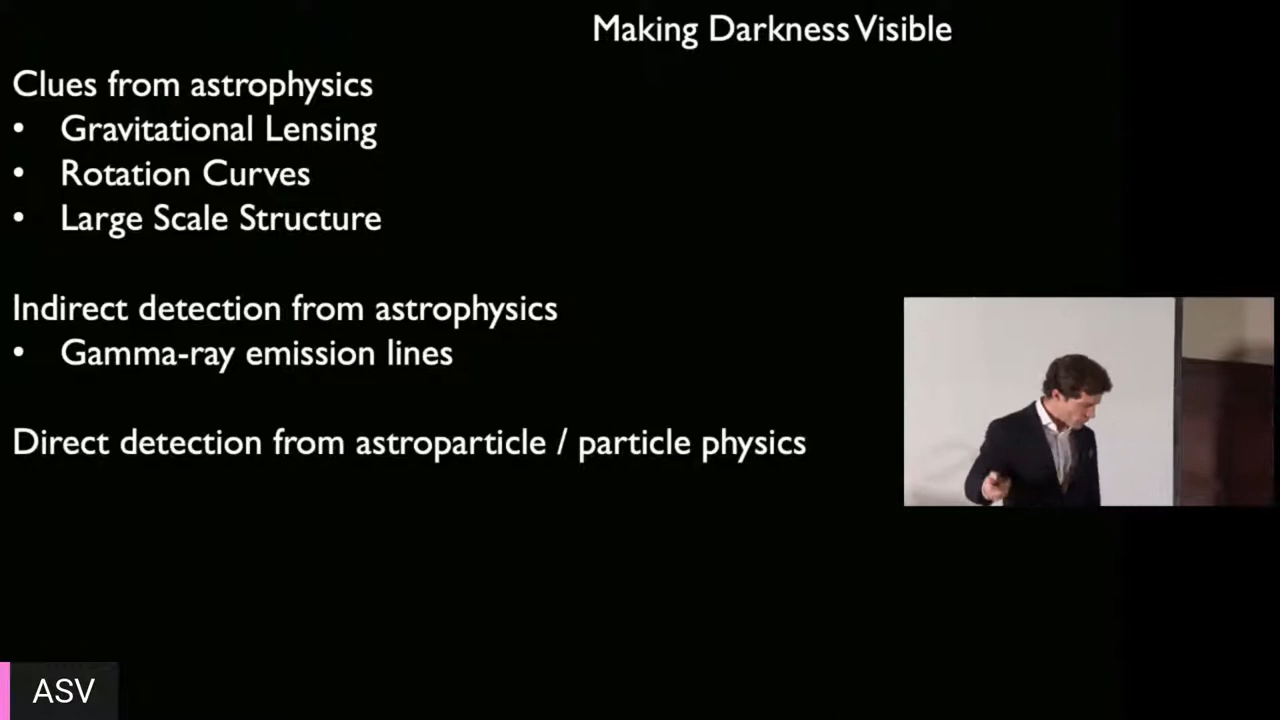 Making Darkness Visible
Clues from astrophysics
• Gravitational Lensing
• Rotation Curves
• Large Scale Structure
Indirect detection from astrophysics
• Gamma-ray emission lines
Direct detection from astroparticle / particle physics
ASV